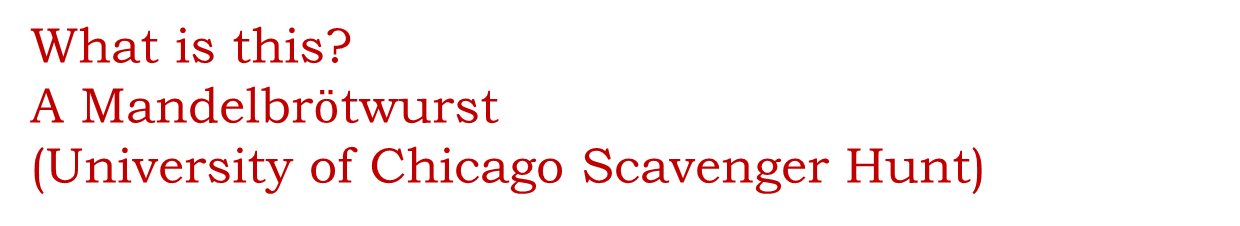 What is this?
A Mandelbrötwurst
(University of Chicago Scavenger Hunt)